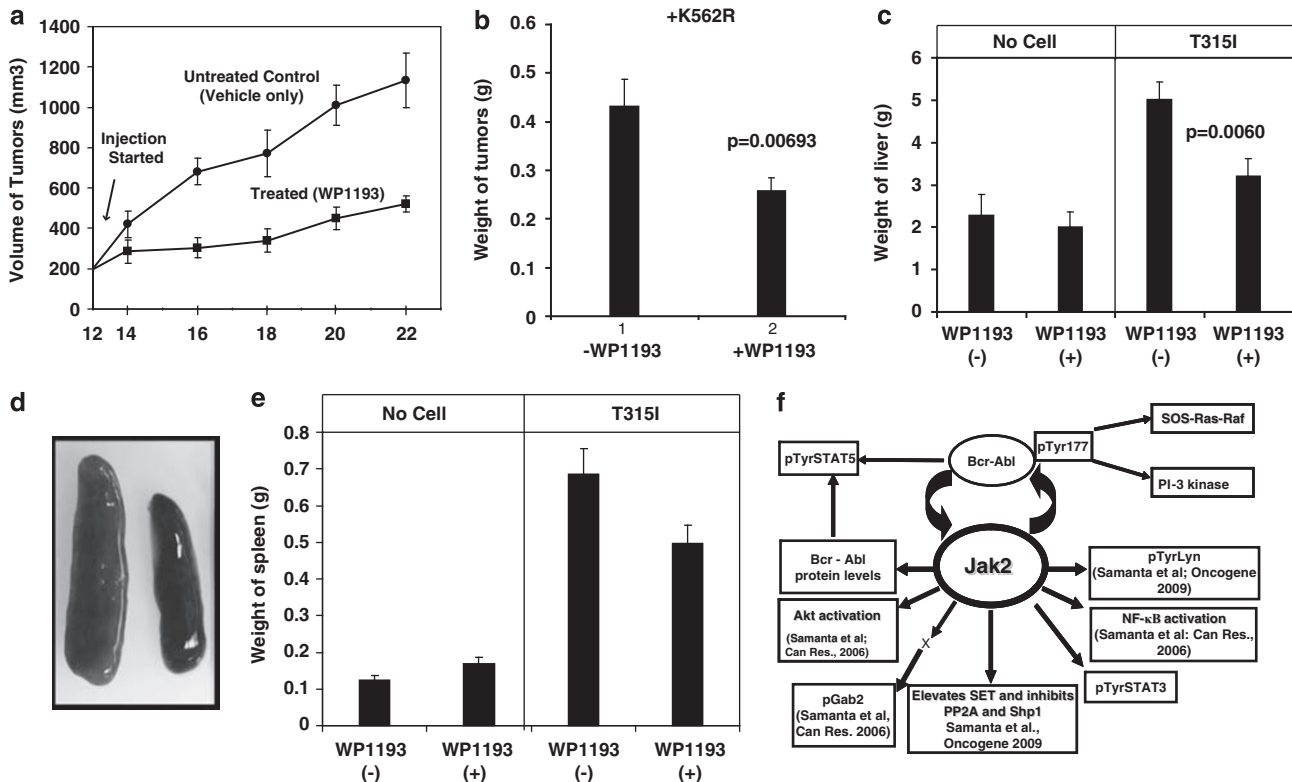 a
1400
1200
1000
800
600
400
200
0
Volume of Tumors (mm3)
Untreated Control
(Vehicle only)
Injection
Started
Treated (WP1193)
12 14 16 18 20 22
b
+K562R
0.6
0.5
0.4
0.3
0.2
0.1
0
Weight of tumors (g)
p=0.00693
1 2
-WP1193 +WP1193
c
No Cell T315I
6
5
4
3
2
1
0
Weight of liver (g)
p=0.0060
WP1193 WP1193 WP1193 WP1193
(-) (+) (-) (+)
d
e
No Cell T315I
0.8
0.7
0.6
0.5
0.4
0.3
0.2
0.1
0
Weight of spleen (g)
WP1193 WP1193 WP1193 WP1193
(-) (+) (-) (+)
f
SOS-Ras-Raf
pTyr177
Bcr-Abl
pTyrSTAT5
PI-3 kinase
Jak2
Bcr - Abl
protein levels
pTyrLyn
(Samanta et al; Oncogene
2009)
Akt activation
(Samanta et al;
Can Res., 2006)
NF-κB activation
(Samanta et al: Can Res.,
2006)
X
pTyrSTAT3
pGab2
(Samanta et al,
Can Res. 2006)
Elevates SET and inhibits
PP2A and Shp1
Samanta et al.,
Oncogene 2009